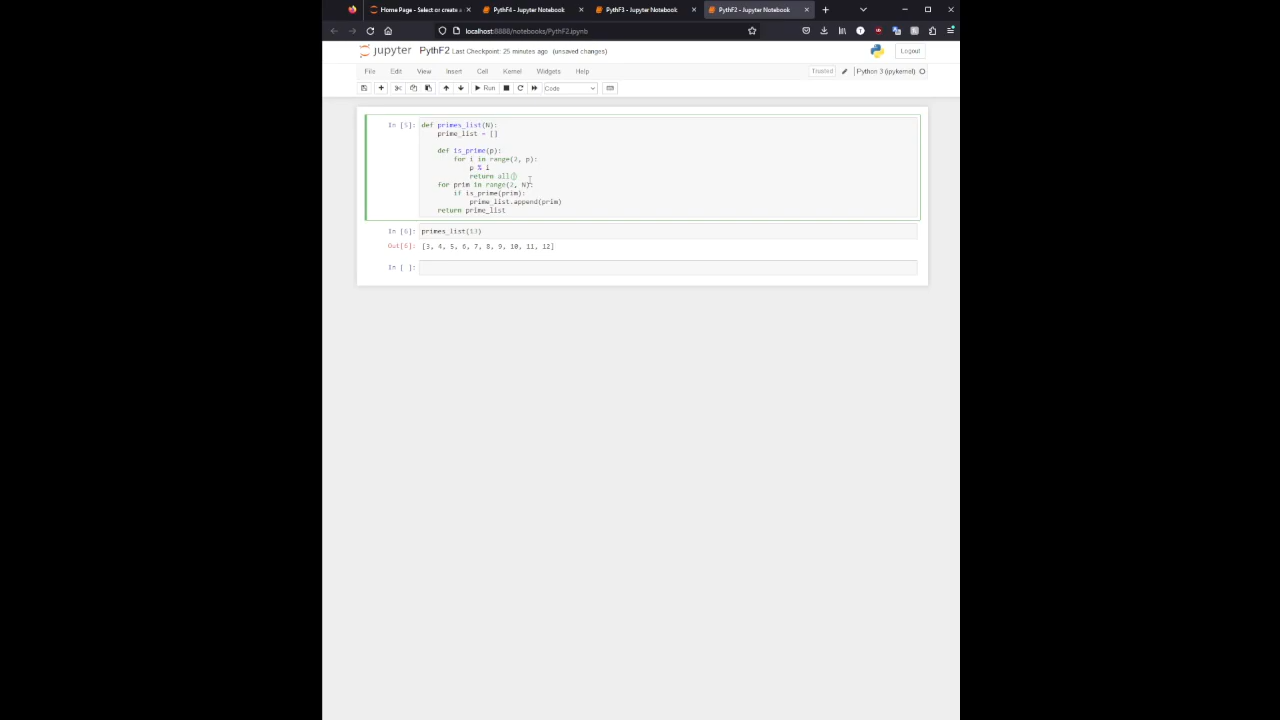 Home Page - Select or create a
PythF4 - Jupyter Notebook
PythF3 - Jupyter Notebook
PythF2 - Jupyter Notebook
localhost:8888/notebooks/PythF2.ipynb
jupyter PythF2 Last Checkpoint: 25 minutes ago (unsaved changes)
Logout
File Edit View Insert Cell Kernel Widgets Help
Trusted
Python 3 (ipykernel)
Run
Code
In [5]: def primes_list(N):
prime_list = []
def is_prime(p):
for i in range(2, p):
p % i
return all()
for prim in range(2, N):
if is_prime(prim):
prime_list.append(prim)
return prime_list
In [6]: primes_list(13)
Out[6]: [3, 4, 5, 6, 7, 8, 9, 10, 11, 12]
In [ ]: